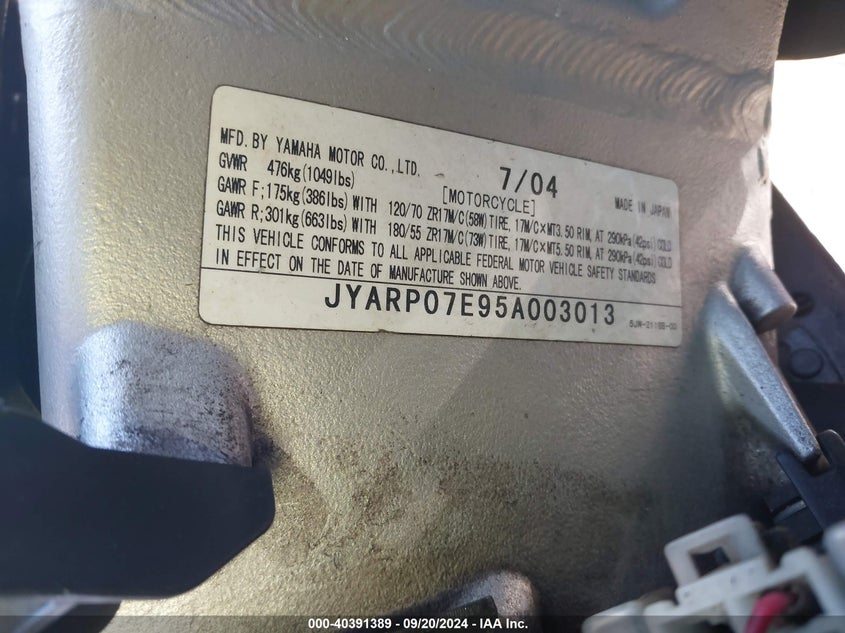 MFD. BY YAMAHA MOTOR CO., LTD. 7/04
GVWR 476kg(1049lbs) [MOTORCYCLE] MADE IN JAPAN
GAWR F;175kg(386lbs) WITH 120/70 ZR17M/C(58W) TIRE, 17M/C×MT3.50 RIM, AT 290kPa(42psi) COLD
GAWR R;301kg(663lbs) WITH 180/55 ZR17M/C(73W) TIRE, 17M/C×MT5.50 RIM, AT 290kPa(42psi) COLD
THIS VEHICLE CONFORMS TO ALL APPLICABLE FEDERAL MOTOR VEHICLE SAFETY STANDARDS
IN EFFECT ON THE DATE OF MANUFACTURE SHOWN ABOVE.
JYARP07E95A003013
000-40391389 - 09/20/2024 - IAA Inc.